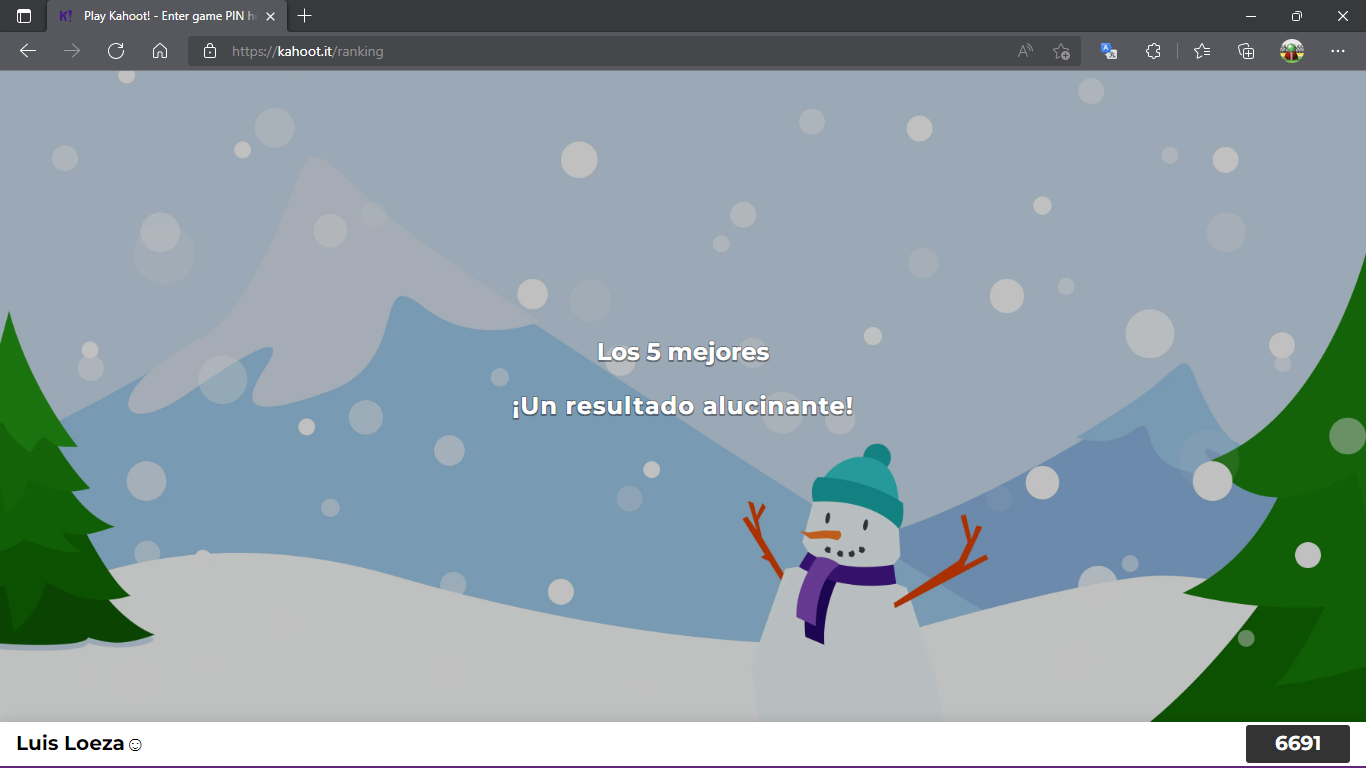 K! Play Kahoot! - Enter game PIN
https://kahoot.it/ranking
Los 5 mejores
¡Un resultado alucinante!
Luis Loeza☺
6691